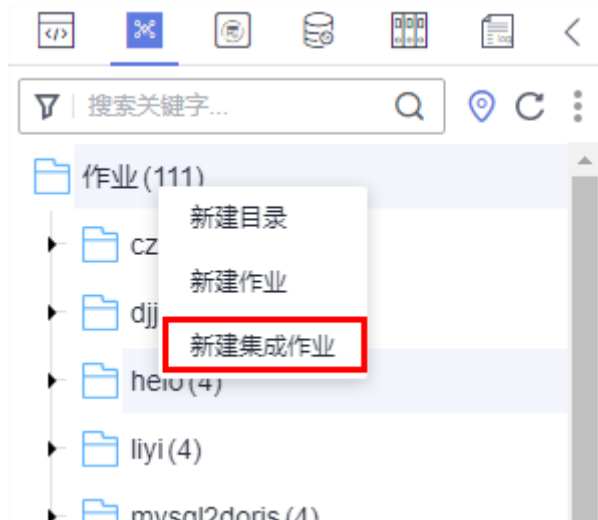 搜索关键字...
作业 (111)
新建目录
cz
新建作业
djj
新建集成作业
helo (4)
liyi (4)
mysql2doris (4)